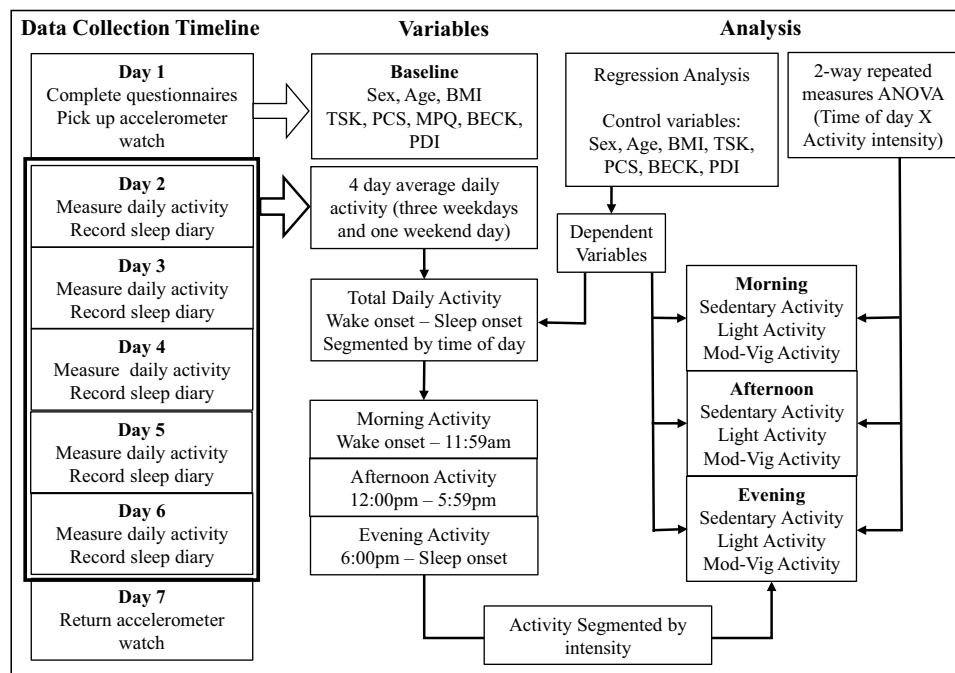 Data Collection Timeline
Day 1
Complete questionnaires
Pick up accelerometer
watch
Day 2
Measure daily activity
Record sleep diary
Day 3
Measure daily activity
Record sleep diary
Day 4
Measure daily activity
Record sleep diary
Day 5
Measure daily activity
Record sleep diary
Day 6
Measure daily activity
Record sleep diary
Day 7
Return accelerometer
watch
Variables
Baseline
Sex, Age, BMI
TSK, PCS, MPQ, BECK,
PDI
4 day average daily
activity (three weekdays
and one weekend day)
Total Daily Activity
Wake onset – Sleep onset
Segmented by time of day
Morning Activity
Wake onset – 11:59am
Afternoon Activity
12:00pm – 5:59pm
Evening Activity
6:00pm – Sleep onset
Analysis
Regression Analysis
Control variables:
Sex, Age, BMI, TSK,
PCS, BECK, PDI
2-way repeated
measures ANOVA
(Time of day X
Activity intensity)
Dependent
Variables
Morning
Sedentary Activity
Light Activity
Mod-Vig Activity
Afternoon
Sedentary Activity
Light Activity
Mod-Vig Activity
Evening
Sedentary Activity
Light Activity
Mod-Vig Activity
Activity Segmented by
intensity